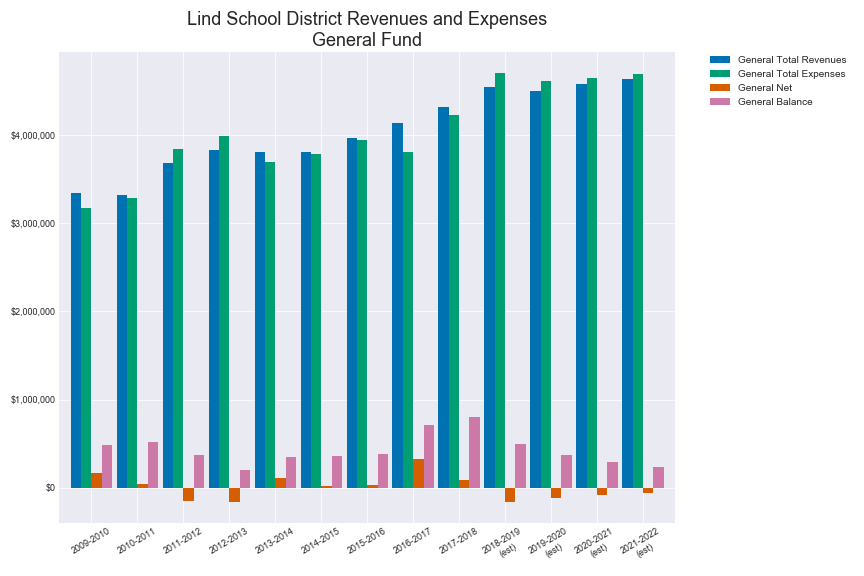 Lind School District Revenues and Expenses
General Fund
General Total Revenues
General Total Expenses
General Net
General Balance
$4,000,000
$3,000,000
$2,000,000
$1,000,000
$0
2009-2010
2010-2011
2011-2012
2012-2013
2013-2014
2014-2015
2015-2016
2016-2017
2017-2018
2018-2019
(est)
2019-2020
(est)
2020-2021
(est)
2021-2022
(est)